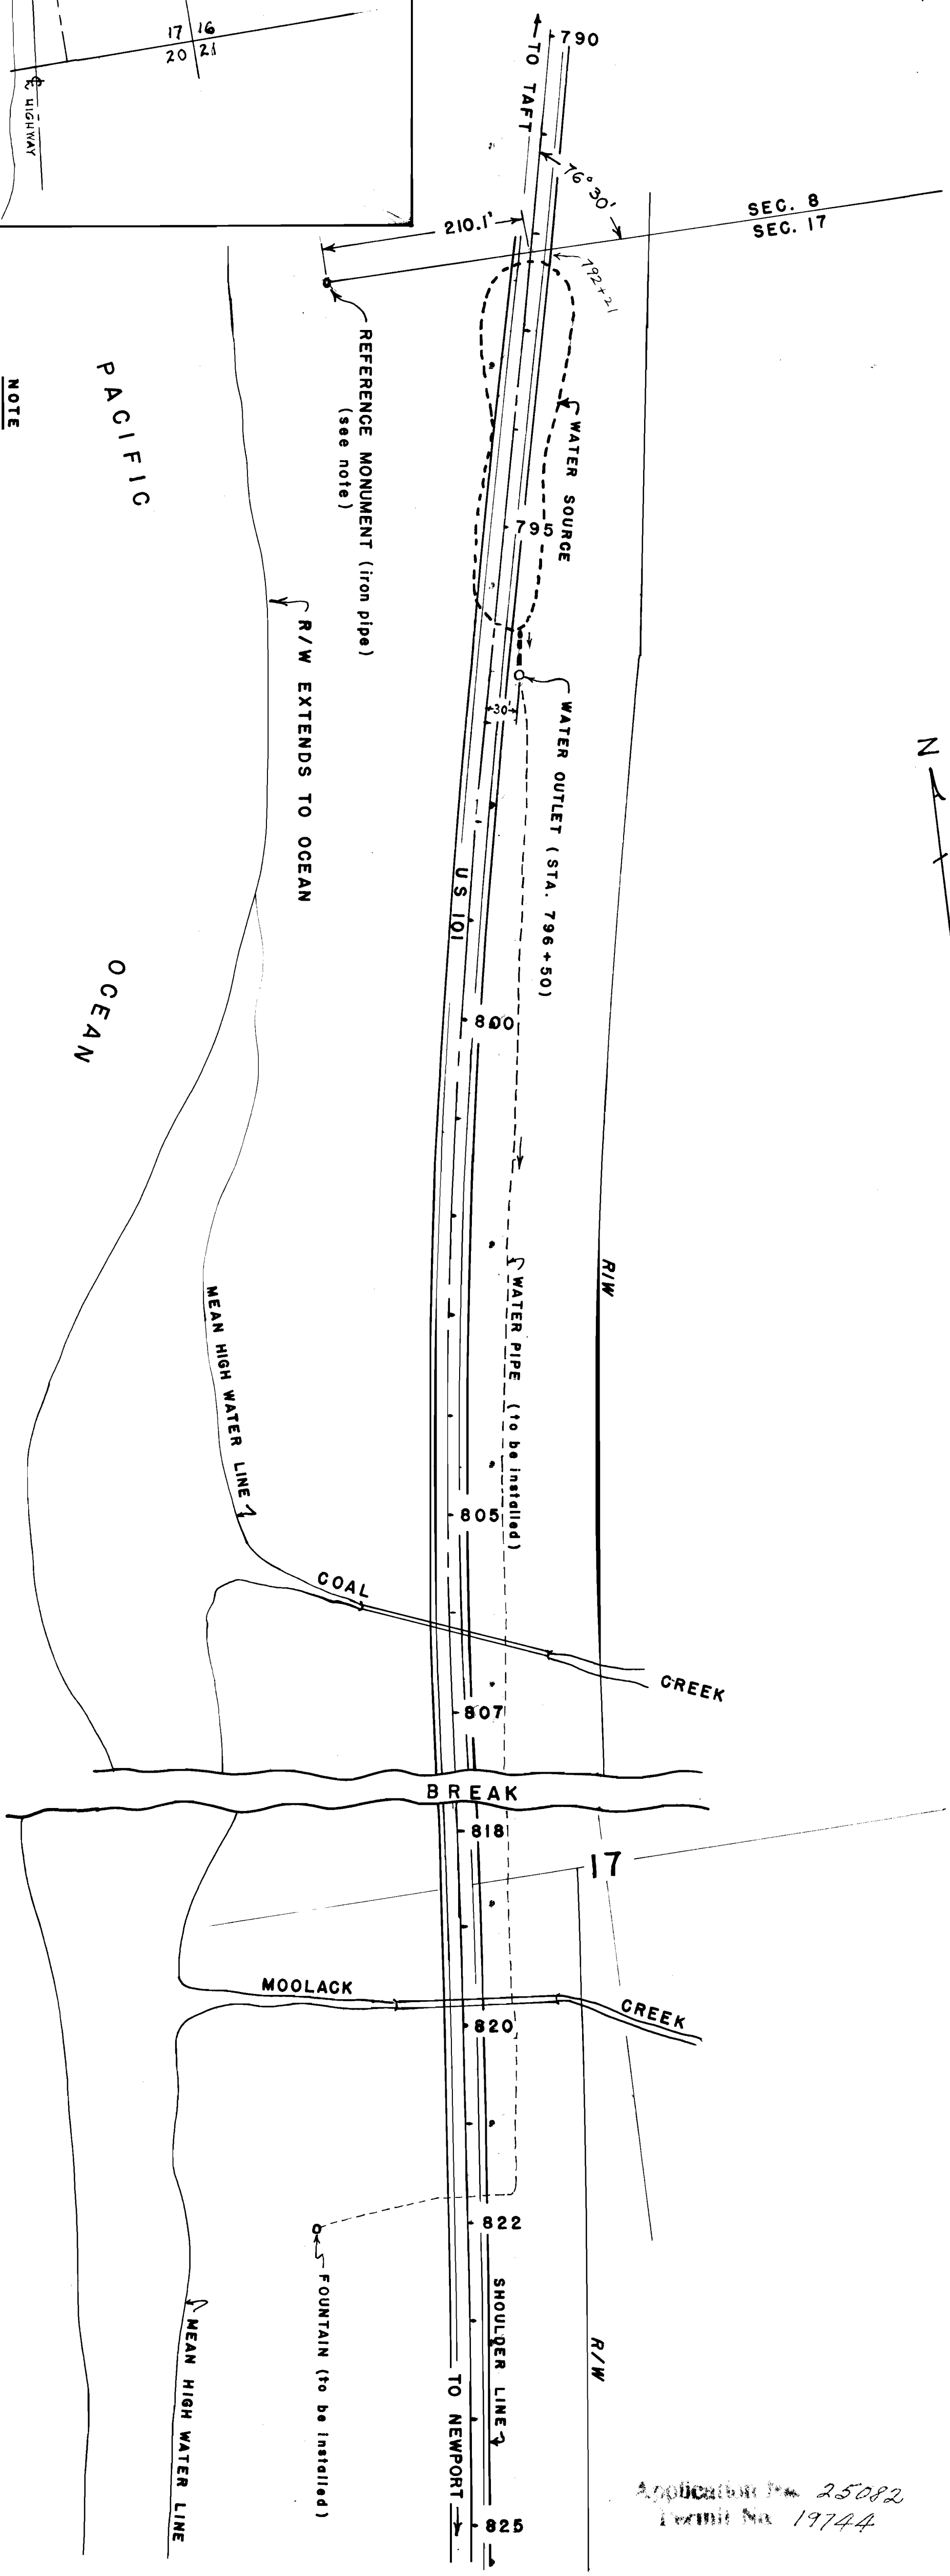 17 16
20 21
℄ HIGHWAY
TO TAFT
790
76° 30'
210.1'
SEC. 8
SEC. 17
792+21
REFERENCE MONUMENT (iron pipe)
(see note)
NOTE
PACIFIC
WATER SOURCE
795
R/W EXTENDS TO OCEAN
30'
WATER OUTLET (STA. 796+50)
N
US 101
OCEAN
800
R/W
WATER PIPE (to be installed)
MEAN HIGH WATER LINE
805
COAL
CREEK
807
BREAK
818
17
MOOLACK
CREEK
820
822
FOUNTAIN (to be installed)
SHOULDER LINE
R/W
MEAN HIGH WATER LINE
TO NEWPORT
825
Application No. 25082
Permit No. 19744